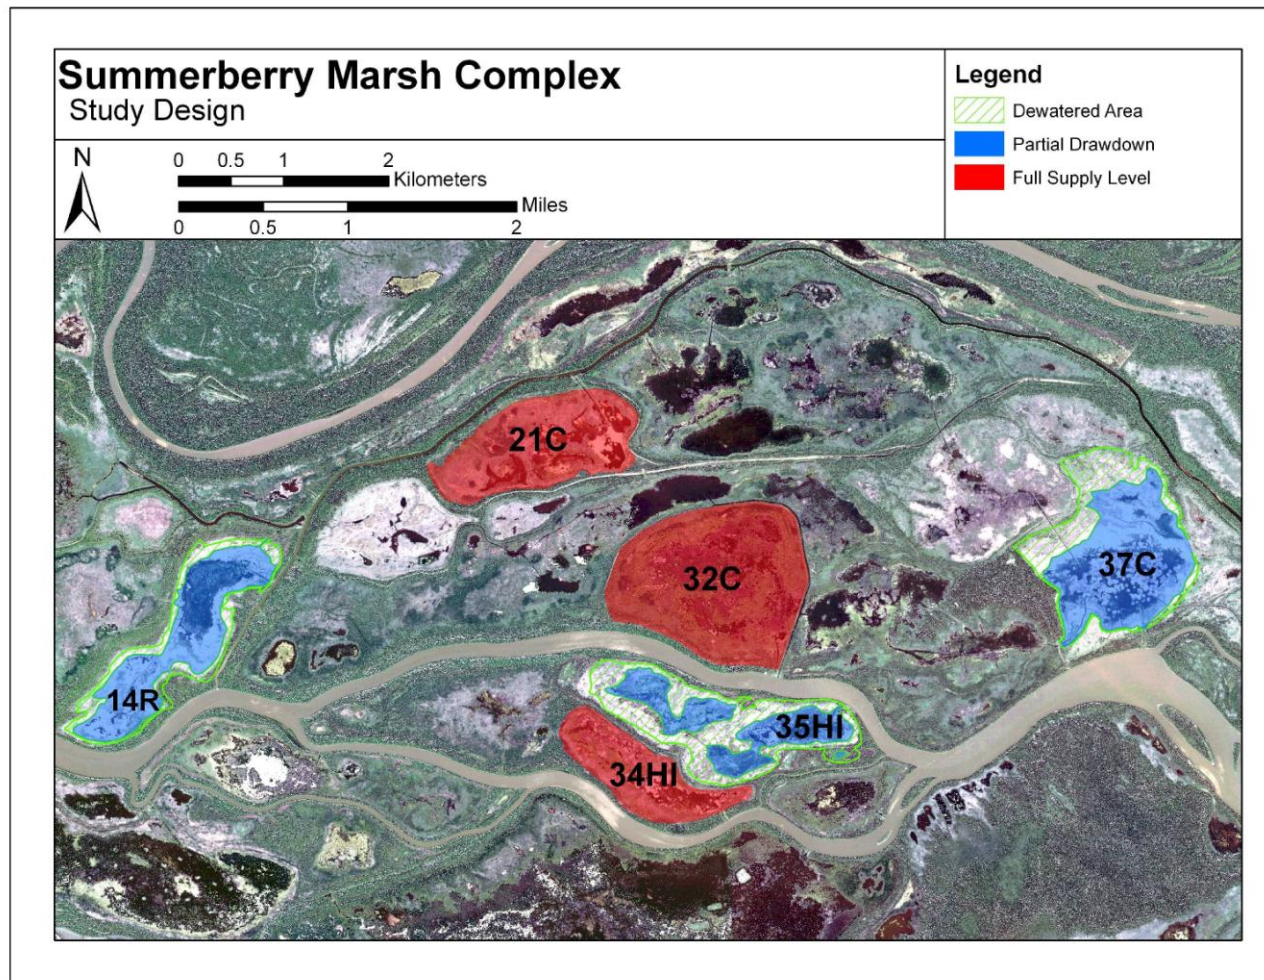 Summerberry Marsh Complex
Study Design
Legend
Dewatered Area
Partial Drawdown
Full Supply Level
N
0 0.5 1 2
Kilometers
Miles
0 0.5 1 2
21C
32C
37C
14R
35HI
34HI